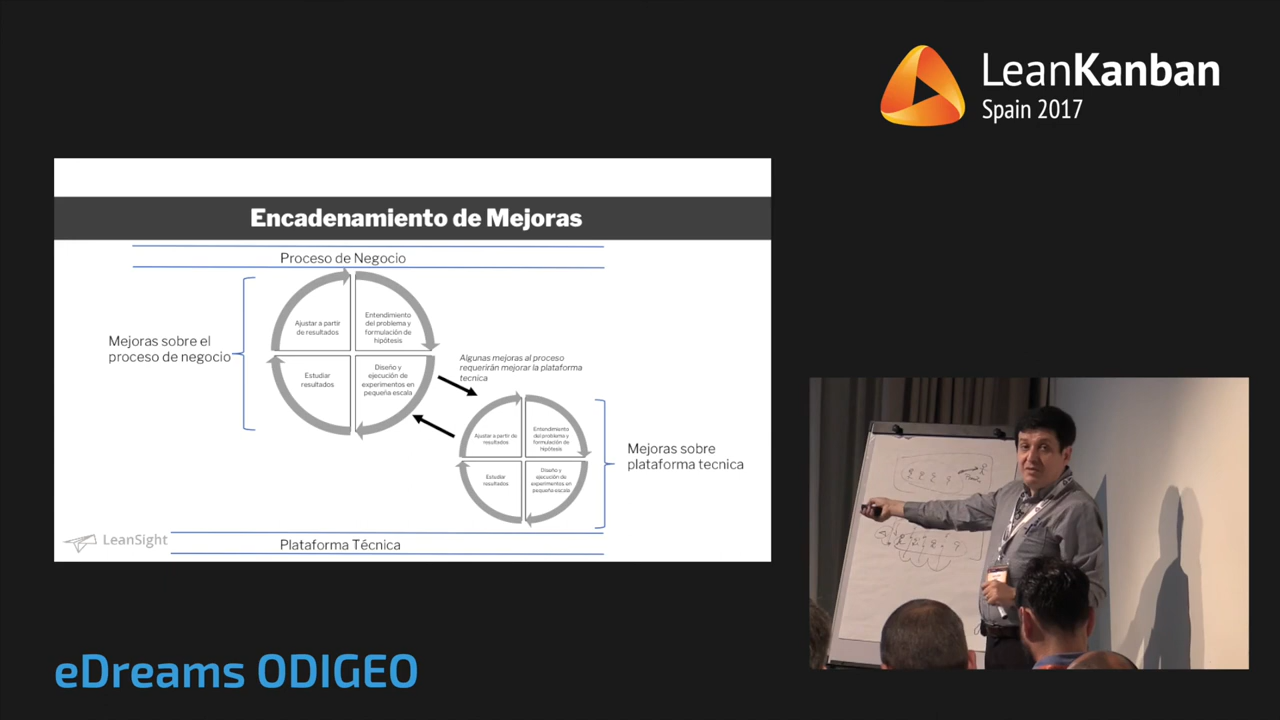 LeanKanban
Spain 2017
Encadenamiento de Mejoras
Proceso de Negocio
Mejoras sobre el
proceso de negocio
Ajustar a partir
de resultados
Entendimiento
del problema y
formulación de
hipótesis
Estudiar
resultados
Diseño y
ejecución de
experimentos en
pequeña escala
Algunas mejoras al proceso
requerirán mejorar la plataforma
tecnica
Ajustar a partir de
resultados
Entendimiento
del problema y
formulación de
hipótesis
Estudiar
resultados
Diseño y
ejecución de
experimentos en
pequeña escala
Mejoras sobre
plataforma tecnica
LeanSight
Plataforma Técnica
eDreams ODIGEO